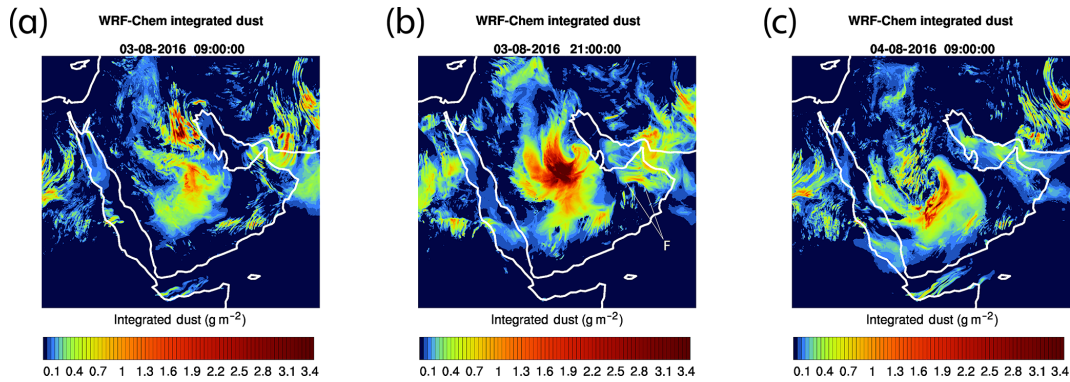 (a)
WRF-Chem integrated dust
03-08-2016 09:00:00
Integrated dust (g m−2)
0.1 0.4 0.7 1 1.3 1.6 1.9 2.2 2.5 2.8 3.1 3.4
(b)
WRF-Chem integrated dust
03-08-2016 21:00:00
F
Integrated dust (g m−2)
0.1 0.4 0.7 1 1.3 1.6 1.9 2.2 2.5 2.8 3.1 3.4
(c)
WRF-Chem integrated dust
04-08-2016 09:00:00
Integrated dust (g m−2)
0.1 0.4 0.7 1 1.3 1.6 1.9 2.2 2.5 2.8 3.1 3.4